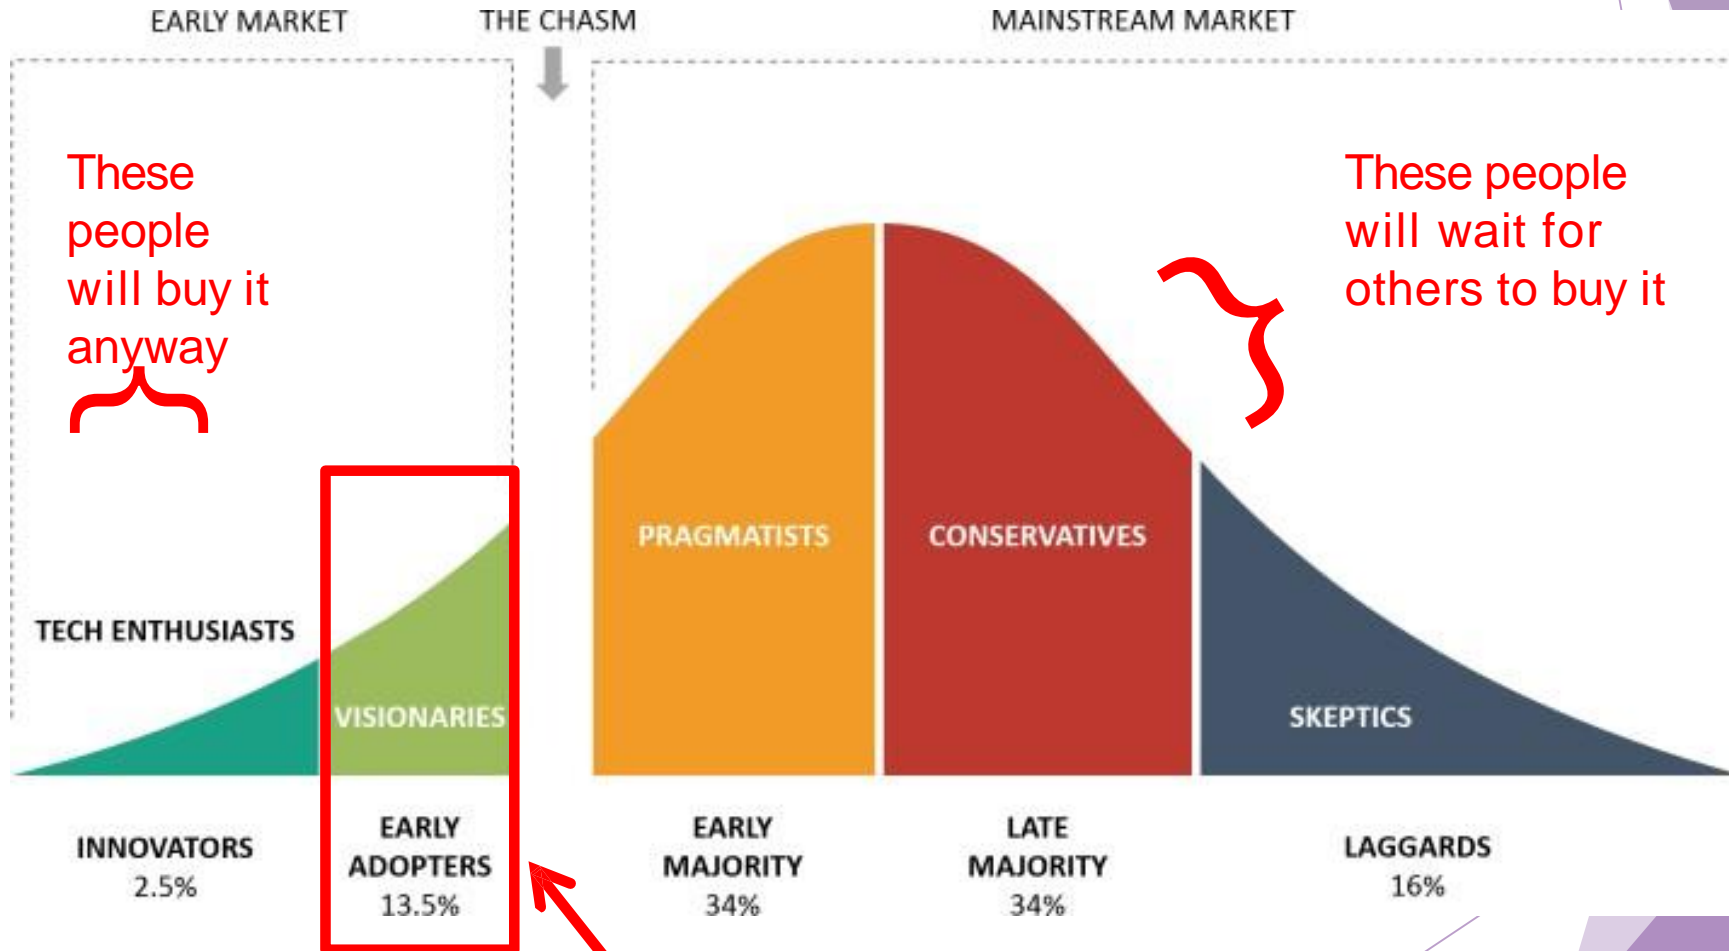 EARLY MARKET
THE CHASM
MAINSTREAM MARKET
These
people
will buy it
anyway
These people
will wait for
others to buy it
TECH ENTHUSIASTS
VISIONARIES
PRAGMATISTS
CONSERVATIVES
SKEPTICS
INNOVATORS
2.5%
EARLY
ADOPTERS
13.5%
EARLY
MAJORITY
34%
LATE
MAJORITY
34%
LAGGARDS
16%